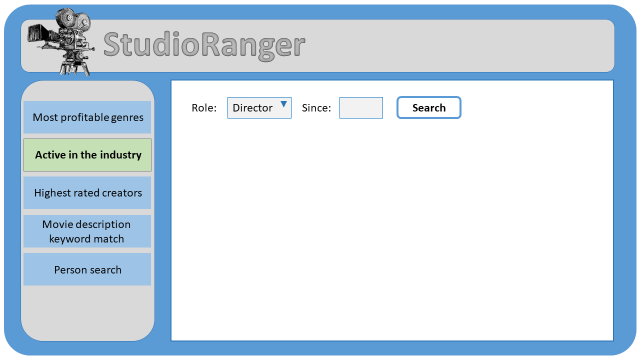 StudioRanger
Most profitable genres
Active in the industry
Highest rated creators
Movie description
keyword match
Person search
Role: Director Since: Search